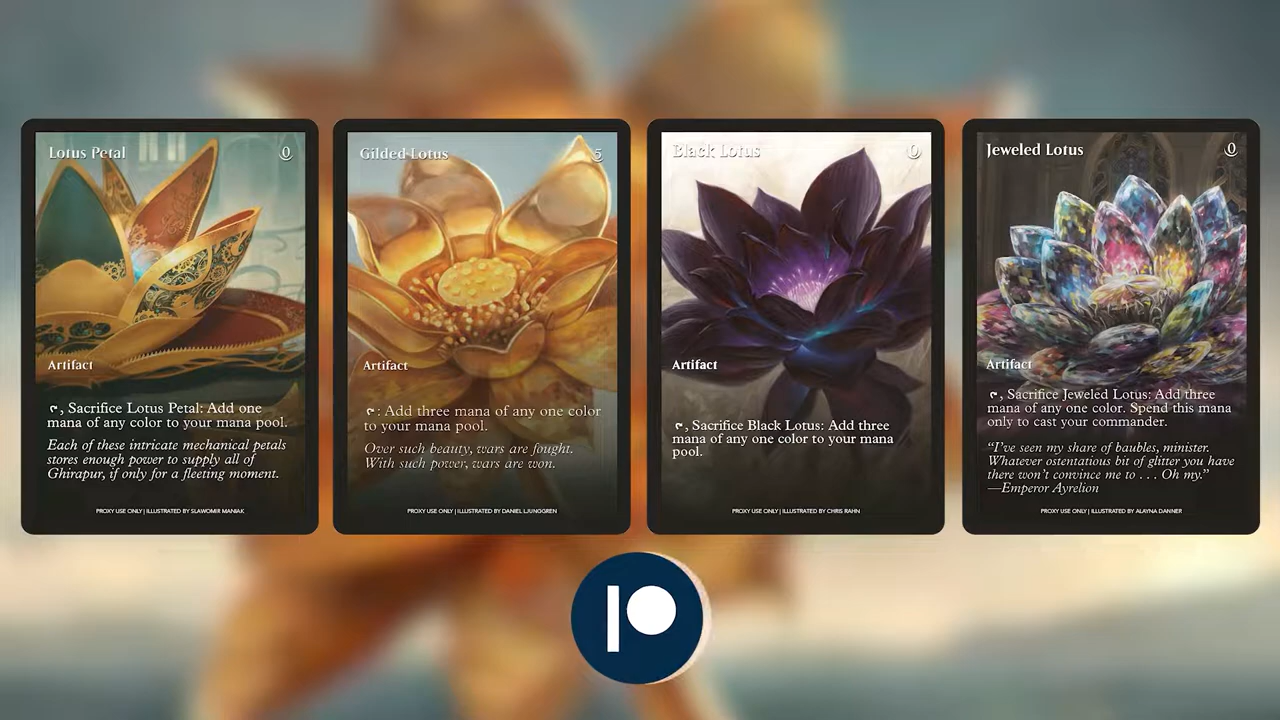 Lotus Petal 0
Artifact
, Sacrifice Lotus Petal: Add one
mana of any color to your mana pool.
Each of these intricate mechanical petals
stores enough power to supply all of
Ghirapur, if only for a fleeting moment.
PROXY USE ONLY | ILLUSTRATED BY SLAWOMIR MANIAK
Gilded Lotus 5
Artifact
: Add three mana of any one color
to your mana pool.
Over such beauty, wars are fought.
With such power, wars are won.
PROXY USE ONLY | ILLUSTRATED BY DANIEL LJUNGGREN
Black Lotus 0
Artifact
, Sacrifice Black Lotus: Add three
mana of any one color to your mana
pool.
PROXY USE ONLY | ILLUSTRATED BY CHRIS RAHN
Jeweled Lotus 0
Artifact
, Sacrifice Jeweled Lotus: Add three
mana of any one color. Spend this mana
only to cast your commander.
“I’ve seen my share of baubles, minister.
Whatever ostentatious bit of glitter you have
there won’t convince me to . . . Oh my.”
—Emperor Ayrelion
PROXY USE ONLY | ILLUSTRATED BY ALAYNA DANNER